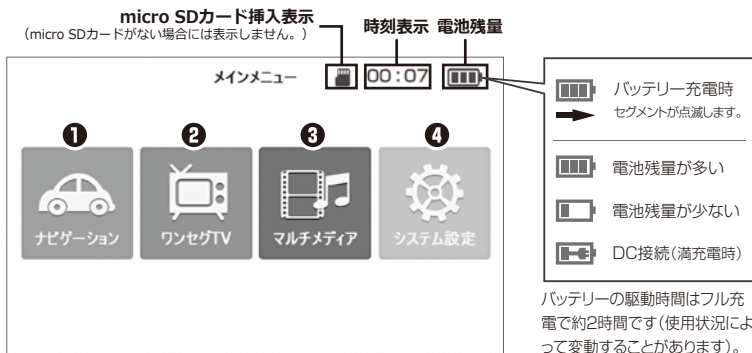 micro SDカード挿入表示
(micro SDカードがない場合には表示しません。)
時刻表示
電池残量
メインメニュー
00:07
❶
❷
❸
❹
ナビゲーション
ワンセグTV
マルチメディア
システム設定
バッテリー充電時
セグメントが点滅します。
電池残量が多い
電池残量が少ない
DC接続(満充電時)
バッテリーの駆動時間はフル充
電で約2時間です(使用状況によ
って変動することがあります)。